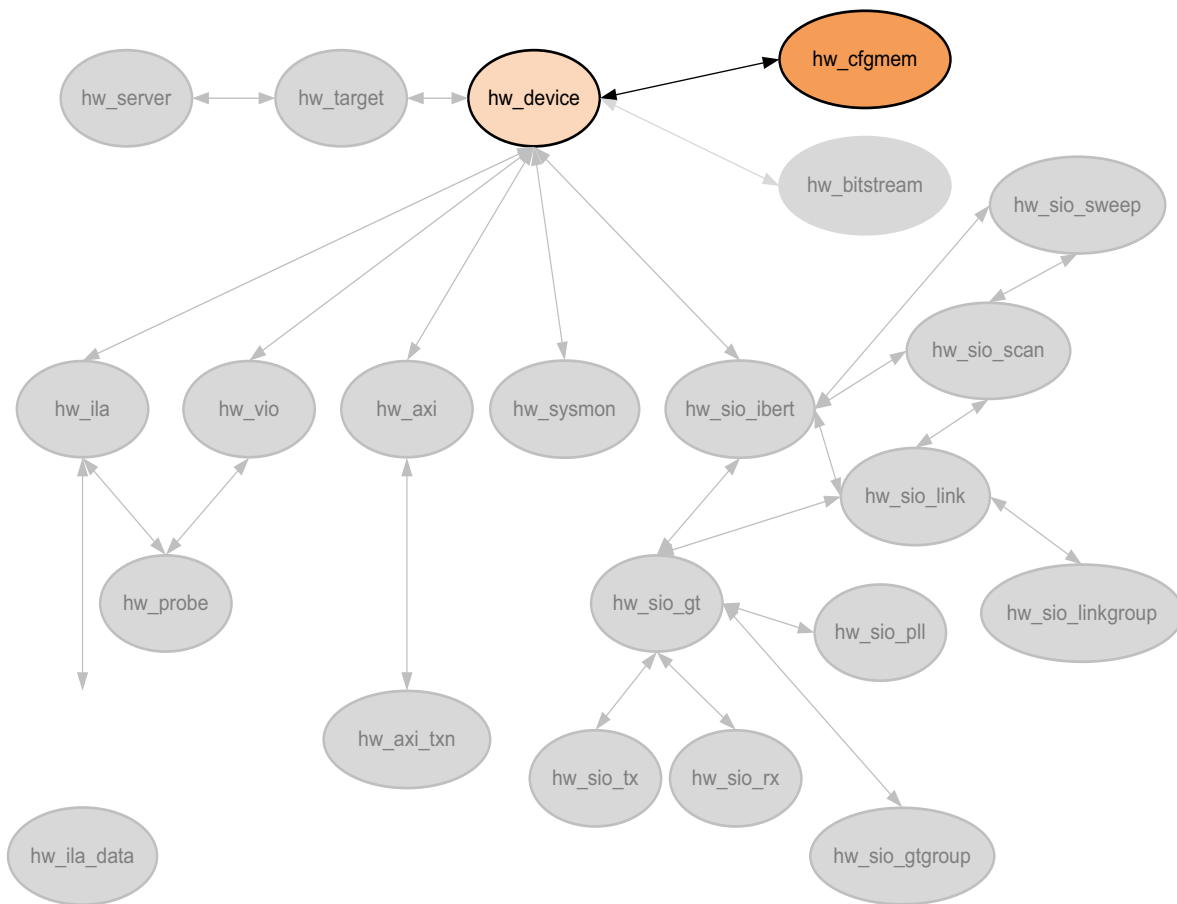 hw_cfgmem
hw_server
hw_target
hw_device
hw_bitstream
hw_sio_sweep
hw_sio_scan
hw_ila
hw_vio
hw_axi
hw_sysmon
hw_sio_ibert
hw_sio_link
hw_probe
hw_sio_gt
hw_sio_linkgroup
hw_sio_pll
hw_axi_txn
hw_sio_tx
hw_sio_rx
hw_ila_data
hw_sio_gtgroup